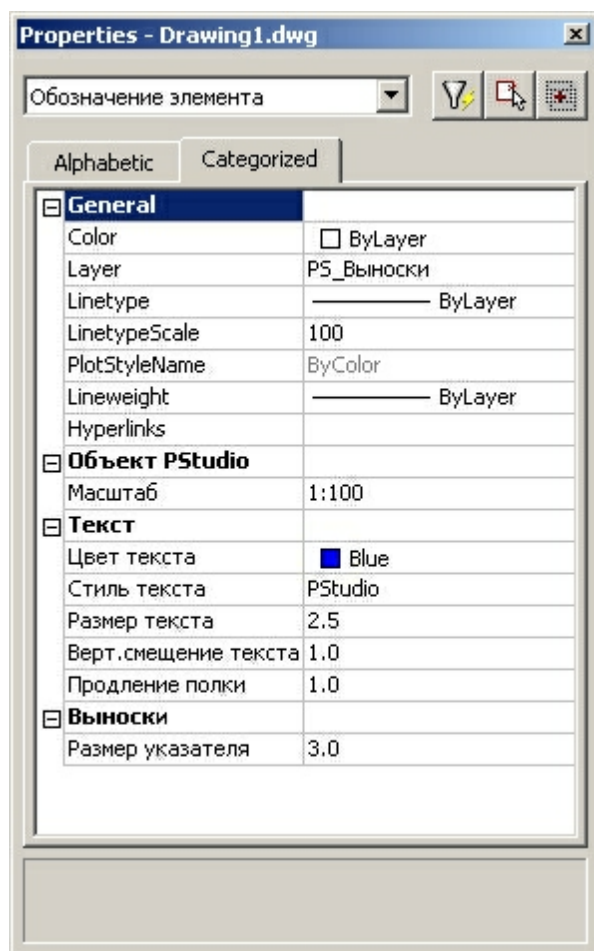 Properties - Drawing1.dwg
Обозначение элемента
Alphabetic Categorized
General
Color ByLayer
Layer PS_Выноски
Linetype ByLayer
LinetypeScale 100
PlotStyleName ByColor
Lineweight ByLayer
Hyperlinks
Объект PStudio
Масштаб 1:100
Текст
Цвет текста Blue
Стиль текста PStudio
Размер текста 2.5
Верт.смещение текста 1.0
Продление полки 1.0
Выноски
Размер указателя 3.0